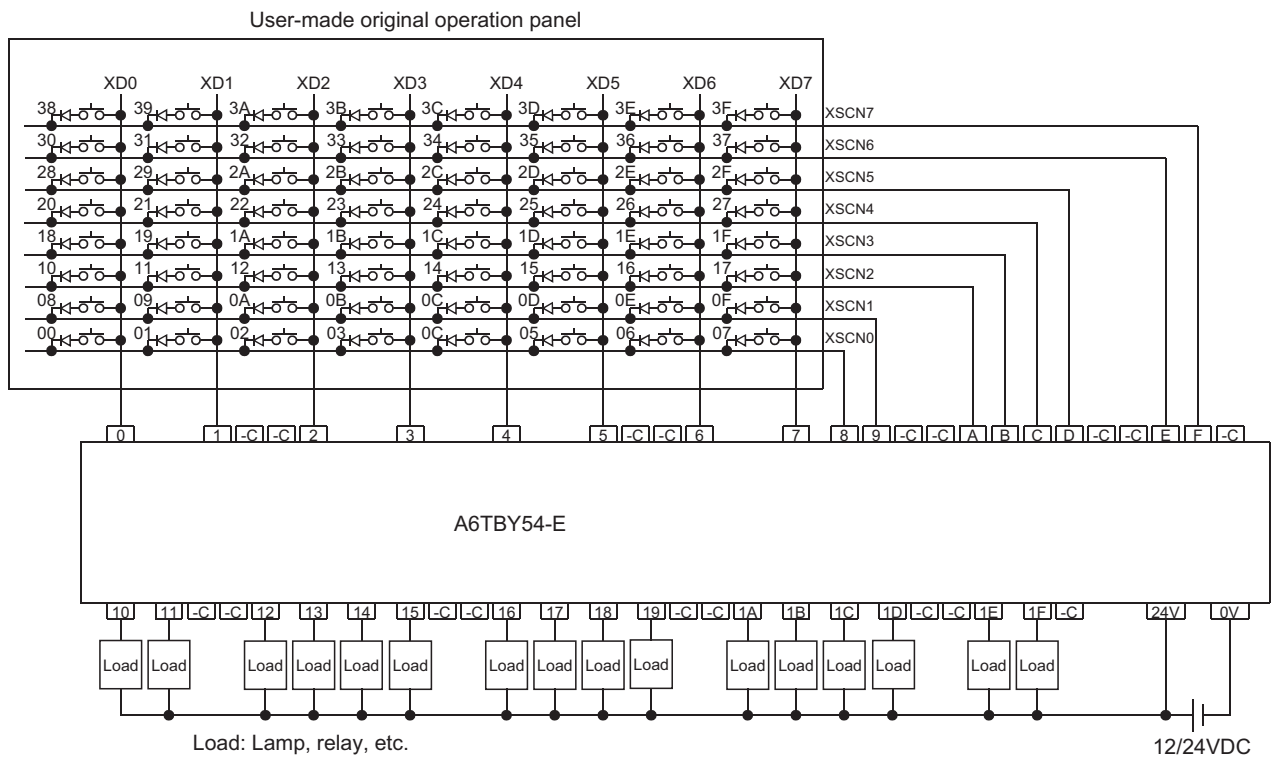 User-made original operation panel
XD0 XD1 XD2 XD3 XD4 XD5 XD6 XD7
38 39 3A 3B 3C 3D 3E 3F XSCN7
30 31 32 33 34 35 36 37 XSCN6
28 29 2A 2B 2C 2D 2E 2F XSCN5
20 21 22 23 24 25 26 27 XSCN4
18 19 1A 1B 1C 1D 1E 1F XSCN3
10 11 12 13 14 15 16 17 XSCN2
08 09 0A 0B 0C 0D 0E 0F XSCN1
00 01 02 03 0C 05 06 07 XSCN0
0 1 -C -C 2 3 4 5 -C -C 6 7 8 9 -C -C A B C D -C -C E F -C
A6TBY54-E
10 11 -C -C 12 13 14 15 -C -C 16 17 18 19 -C -C 1A 1B 1C 1D -C -C 1E 1F -C 24V 0V
Load Load Load Load Load Load Load Load Load Load Load Load Load Load Load Load
Load: Lamp, relay, etc.
12/24VDC